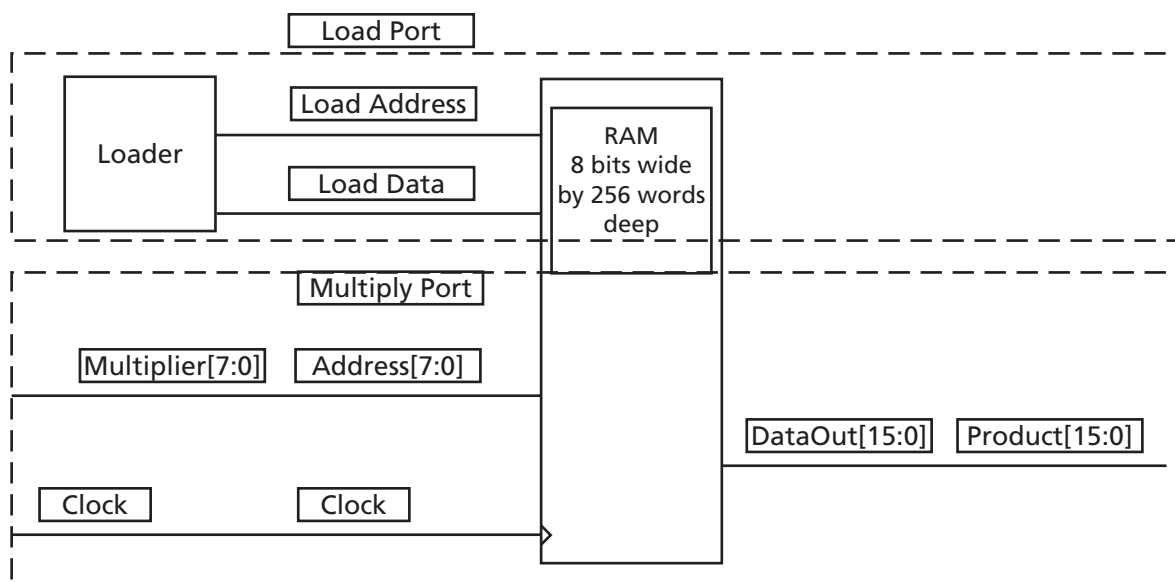 Load Port
Load Address
Loader
RAM
8 bits wide
by 256 words
deep
Load Data
Multiply Port
Multiplier[7:0]
Address[7:0]
DataOut[15:0]
Product[15:0]
Clock
Clock